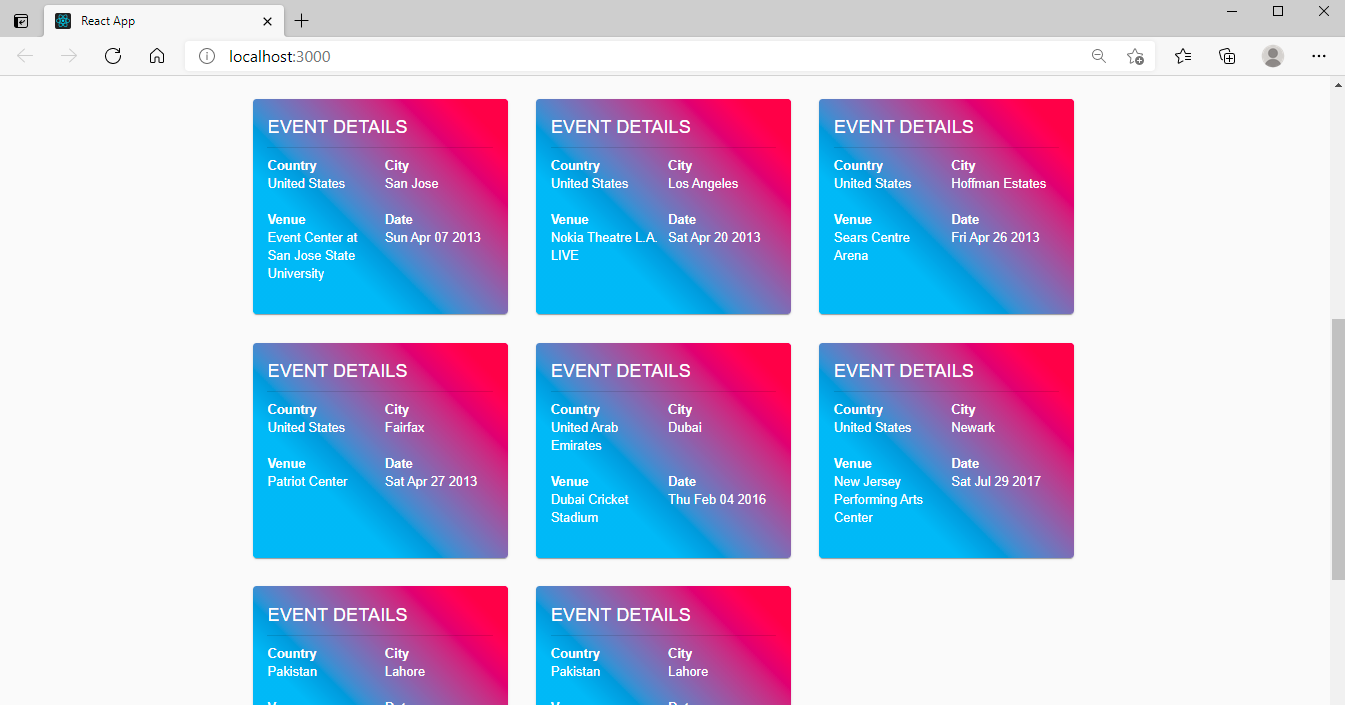 React App
localhost:3000
EVENT DETAILS
Country City
United States San Jose
Venue Date
Event Center at Sun Apr 07 2013
San Jose State
University
EVENT DETAILS
Country City
United States Los Angeles
Venue Date
Nokia Theatre L.A. Sat Apr 20 2013
LIVE
EVENT DETAILS
Country City
United States Hoffman Estates
Venue Date
Sears Centre Fri Apr 26 2013
Arena
EVENT DETAILS
Country City
United States Fairfax
Venue Date
Patriot Center Sat Apr 27 2013
EVENT DETAILS
Country City
United Arab Dubai
Emirates
Venue Date
Dubai Cricket Thu Feb 04 2016
Stadium
EVENT DETAILS
Country City
United States Newark
Venue Date
New Jersey Sat Jul 29 2017
Performing Arts
Center
EVENT DETAILS
Country City
Pakistan Lahore
EVENT DETAILS
Country City
Pakistan Lahore